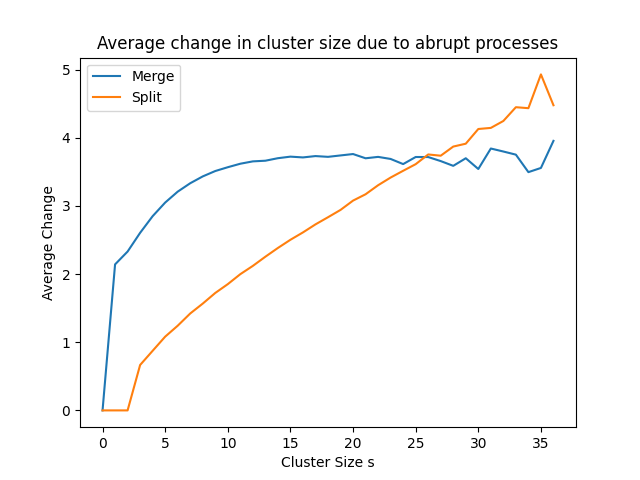 Average change in cluster size due to abrupt processes
Merge
Split
Average Change
5
4
3
2
1
0
0 5 10 15 20 25 30 35
Cluster Size s